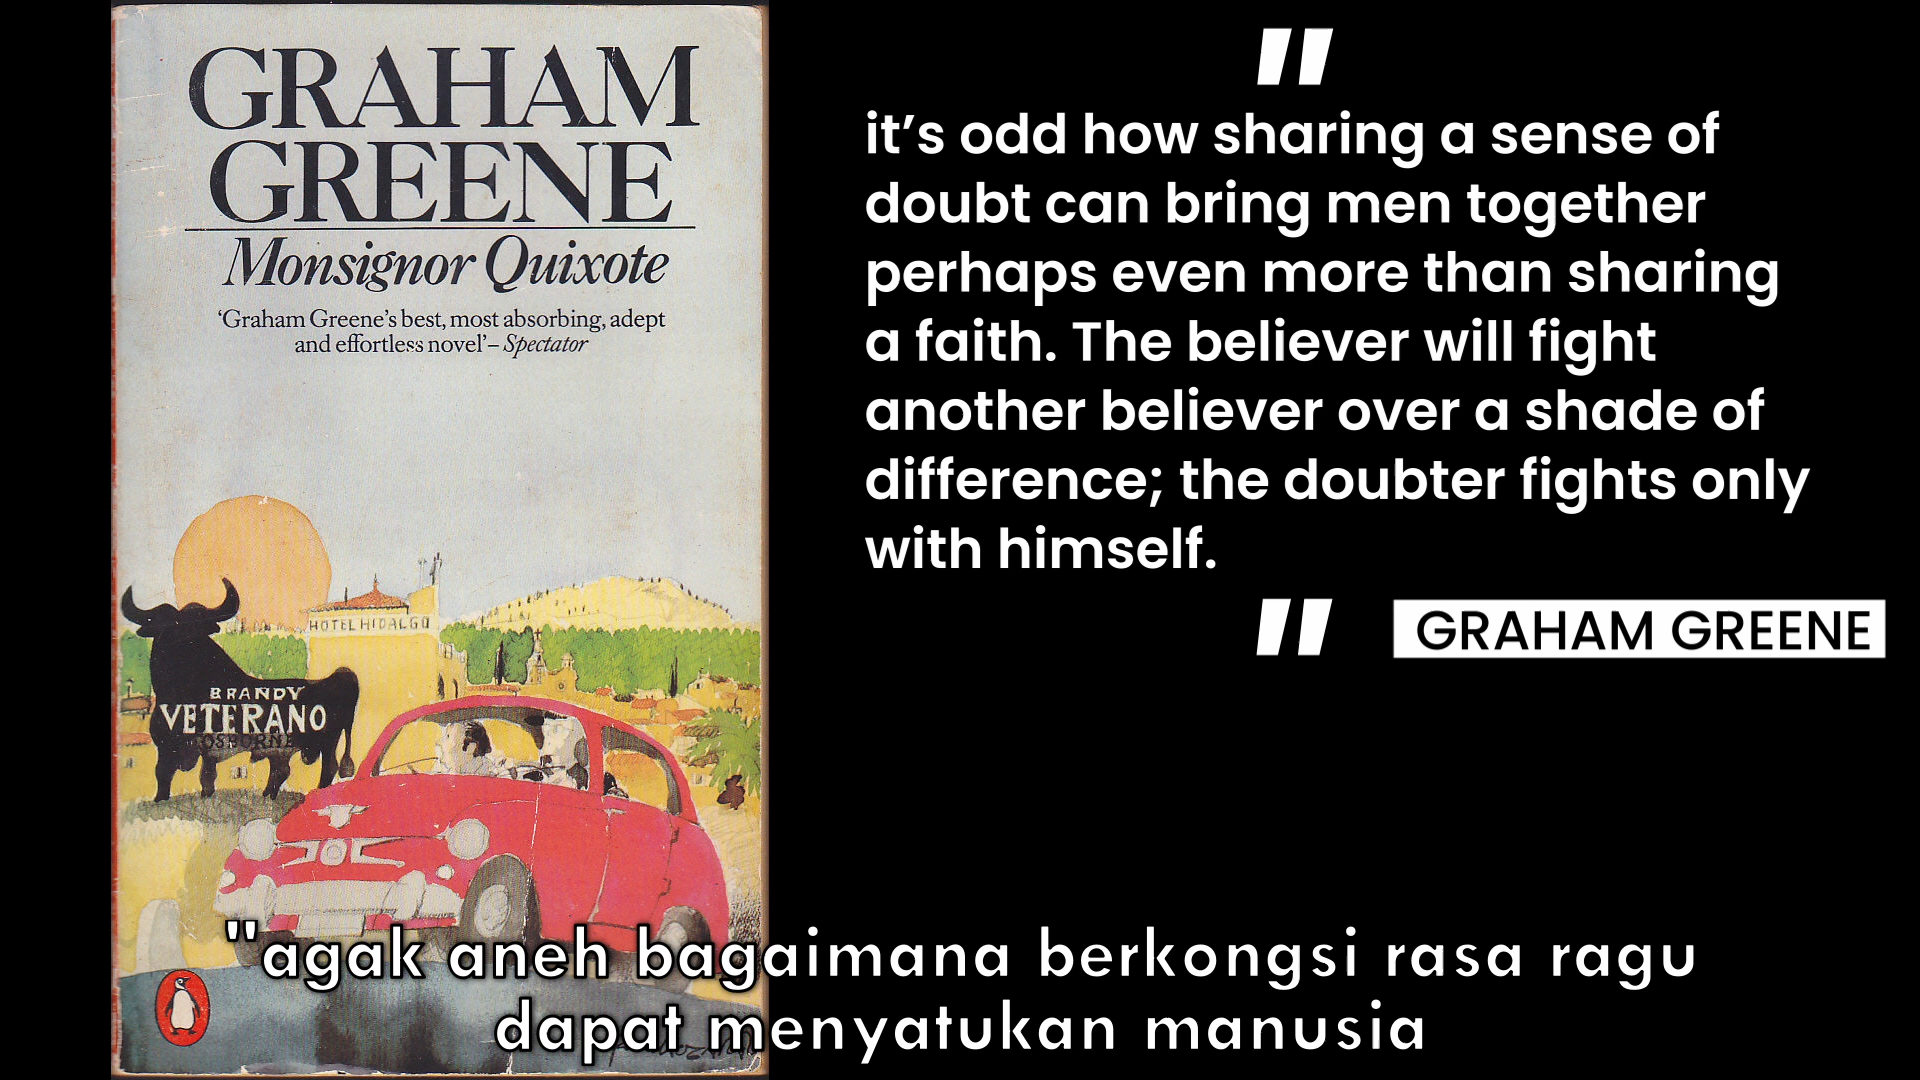 GRAHAM
GREENE
Monsignor Quixote
‘Graham Greene’s best, most absorbing, adept
and effortless novel’– Spectator
HOTEL HIDALGO
BRANDY
VETERANO
OSBORNE
"
it’s odd how sharing a sense of
doubt can bring men together
perhaps even more than sharing
a faith. The believer will fight
another believer over a shade of
difference; the doubter fights only
with himself.
"
GRAHAM GREENE
"agak aneh bagaimana berkongsi rasa ragu
dapat menyatukan manusia